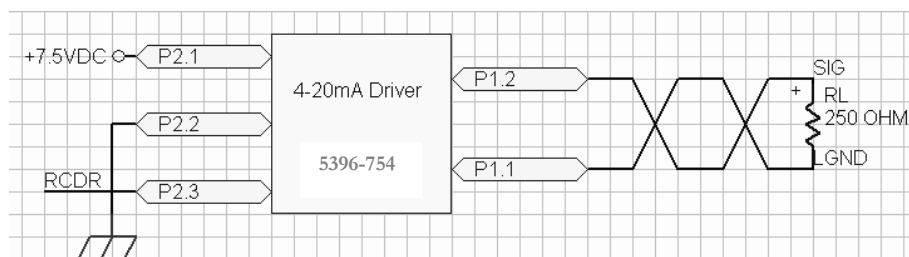 +7.5VDC
P2.1
4-20mA Driver
P1.2
SIG
+
RL
250 OHM
P2.2
5396-754
P1.1
LGND
RCDR
P2.3